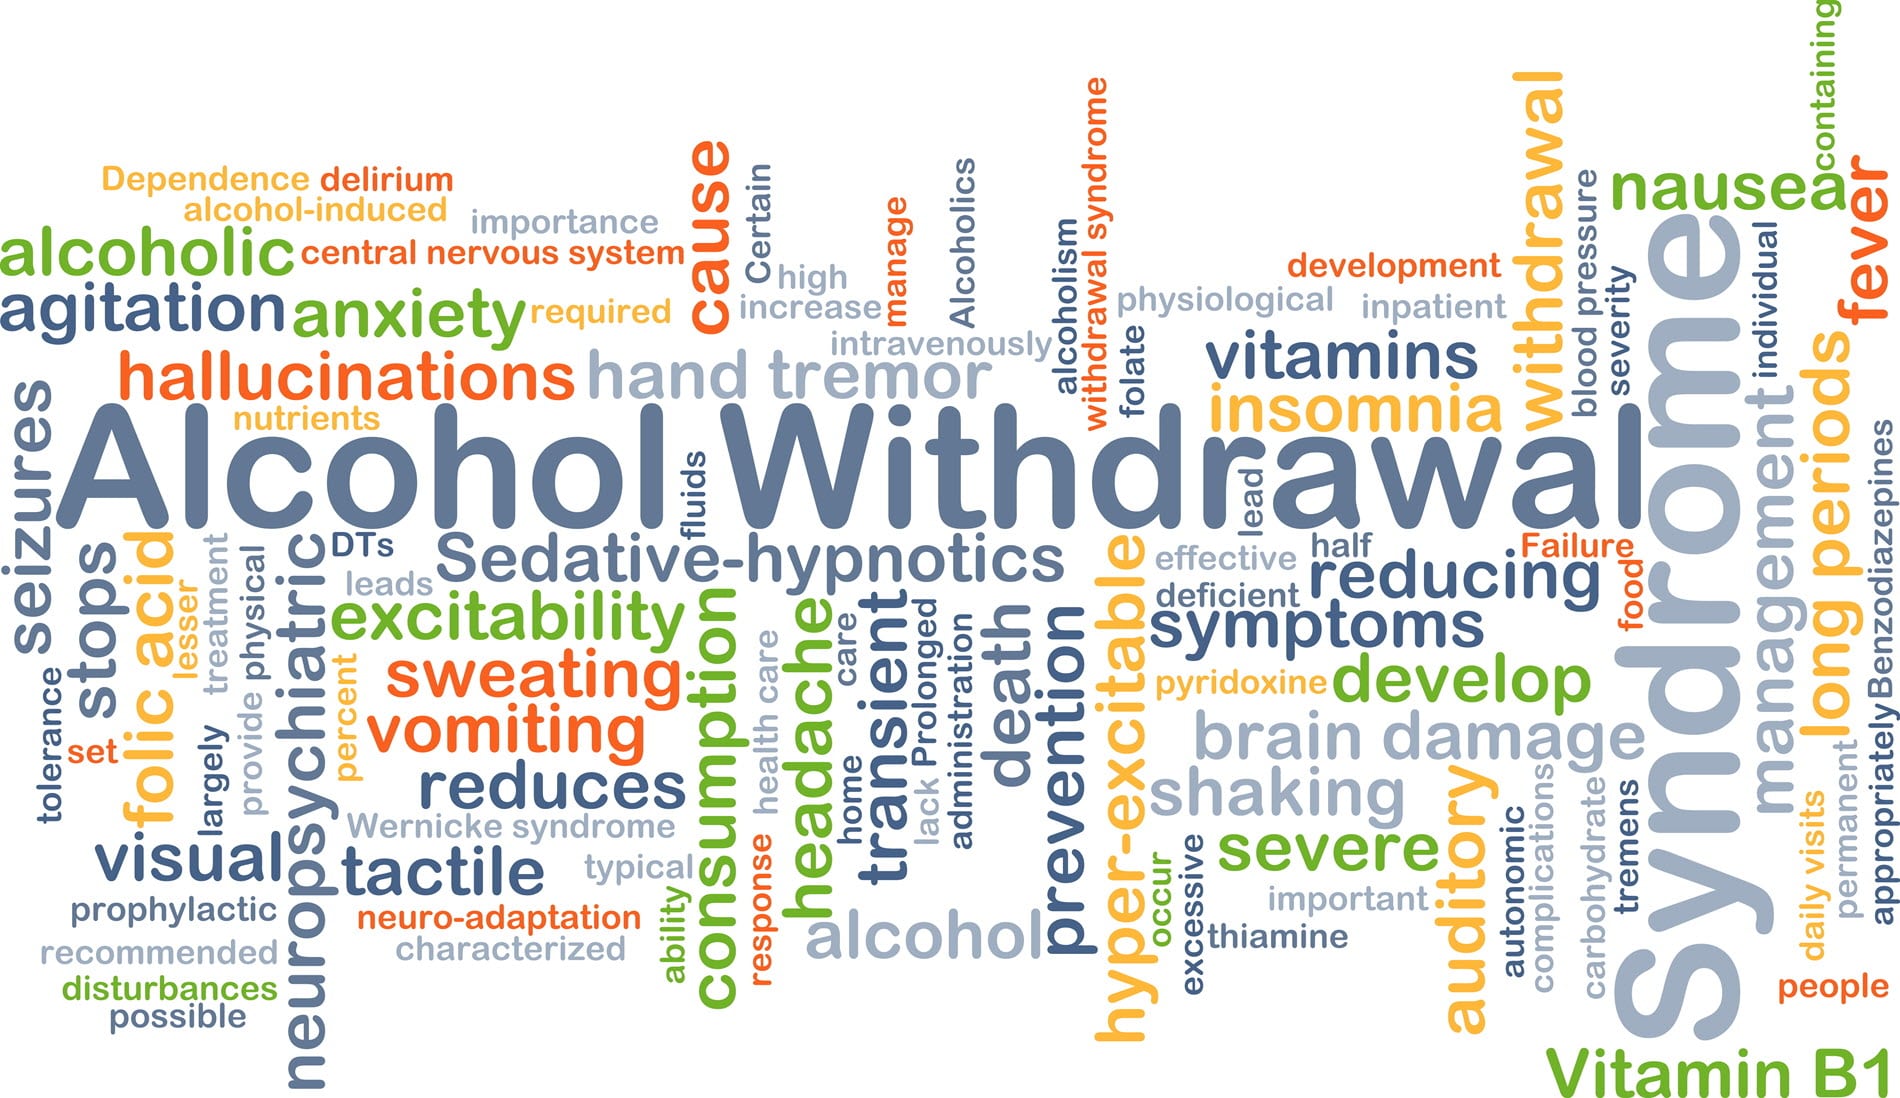 containing
Dependence delirium
alcohol-induced
importance
alcoholic central nervous system
agitation anxiety required
cause
Certain
high
increase
manage
Alcoholics
intravenously
alcoholism
withdrawal syndrome
folate
physiological
development
inpatient
withdrawal
blood pressure
severity
nausea
fever
individual
hallucinations hand tremor
nutrients
vitamins
insomnia
seizures
Alcohol Withdrawal
Syndrome
fluids
lead
management
long periods
Benzodiazepines
stops
folic acid
lesser
treatment
physical
provide
neuropsychiatric
DTs
leads
Sedative-hypnotics
excitability
sweating
vomiting
percent
reduces
Wernicke syndrome
tactile
typical
neuro-adaptation
characterized
tolerance
set
largely
visual
prophylactic
recommended
disturbances
possible
consumption
ability
health care
response
headache
care
home
transient
Prolonged
lack
administration
death
prevention
alcohol
hyper-excitable
effective
half
Failure
deficient
reducing
food
symptoms
pyridoxine
develop
brain damage
shaking
severe
occur
excessive
important
thiamine
auditory
autonomic
complications
carbohydrate
tremens
daily visits
permanent
appropriately
people
Vitamin B1